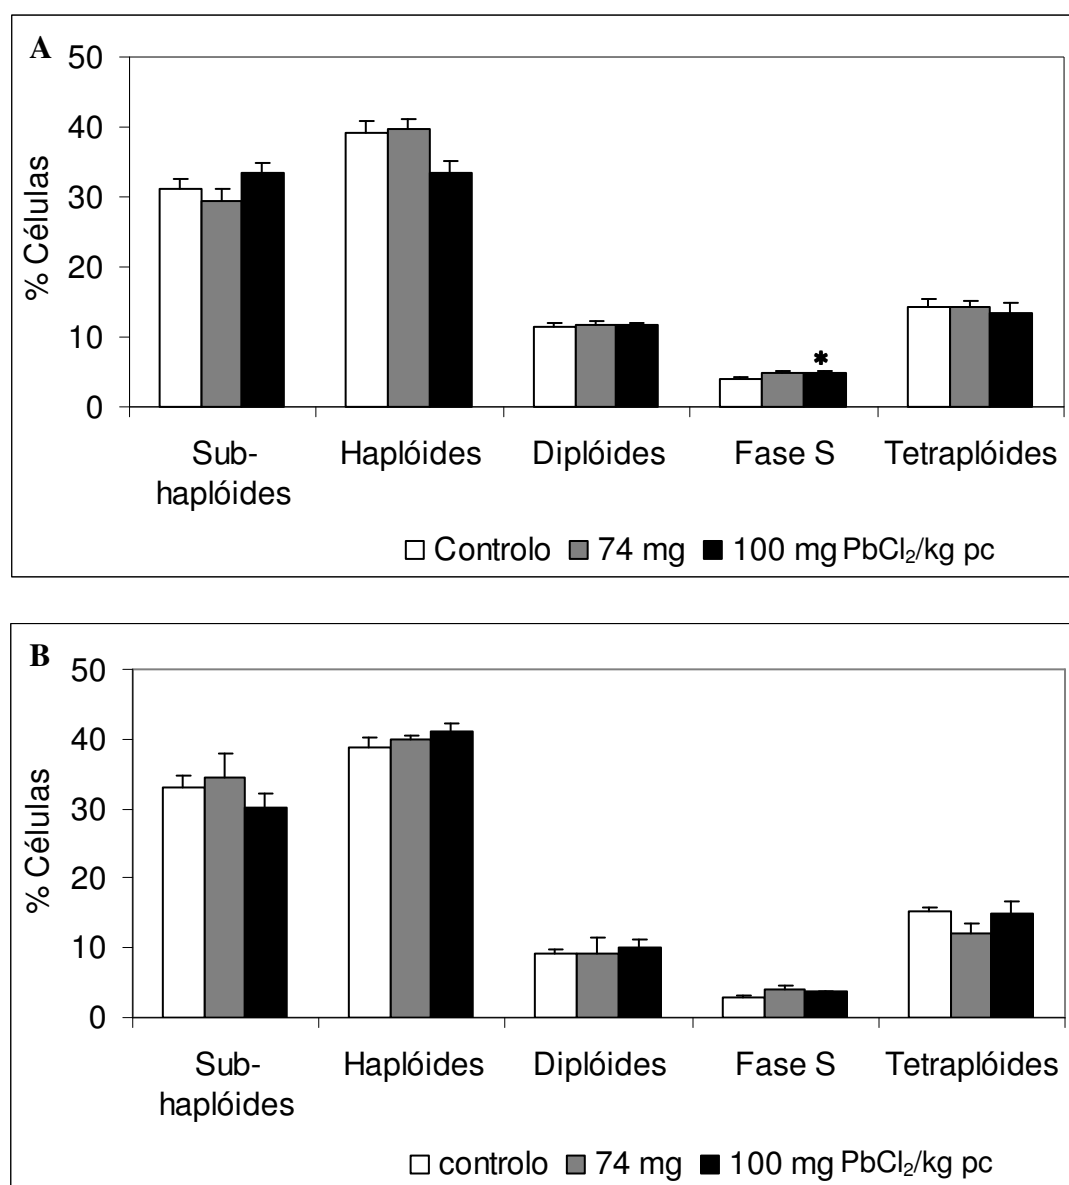 A
50
40
30
20
10
0
% Células
*
Sub-
haplóides
Haplóides
Diplóides
Fase S
Tetraplóides
Controlo 74 mg 100 mg PbCl₂/kg pc
B
50
40
30
20
10
0
% Células
Sub-
haplóides
Haplóides
Diplóides
Fase S
Tetraplóides
controlo 74 mg 100 mg PbCl₂/kg pc